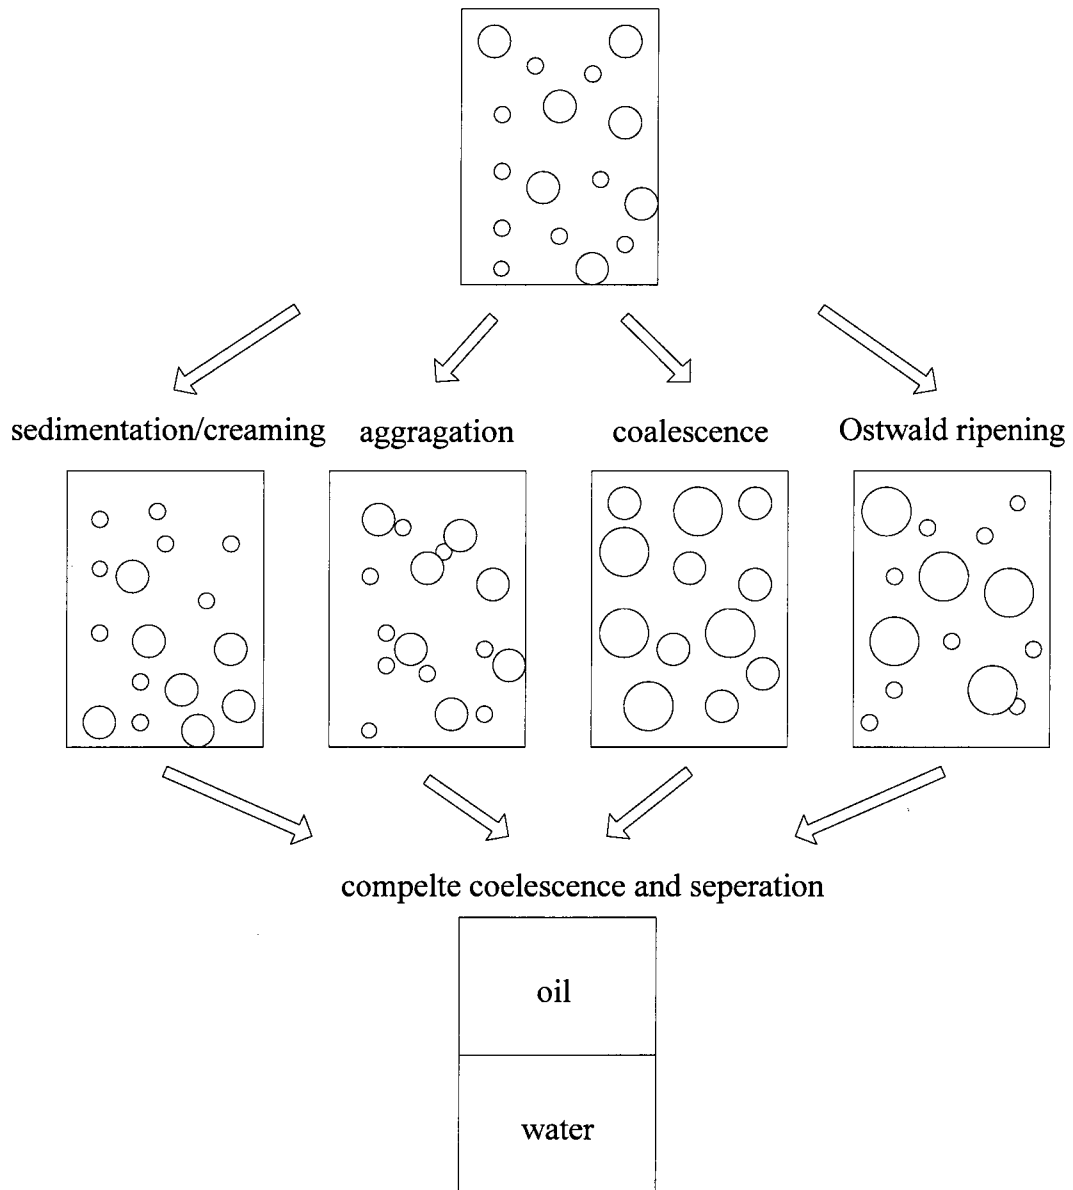 sedimentation/creaming
aggragation
coalescence
Ostwald ripening
compelte coelescence and seperation
oil
water